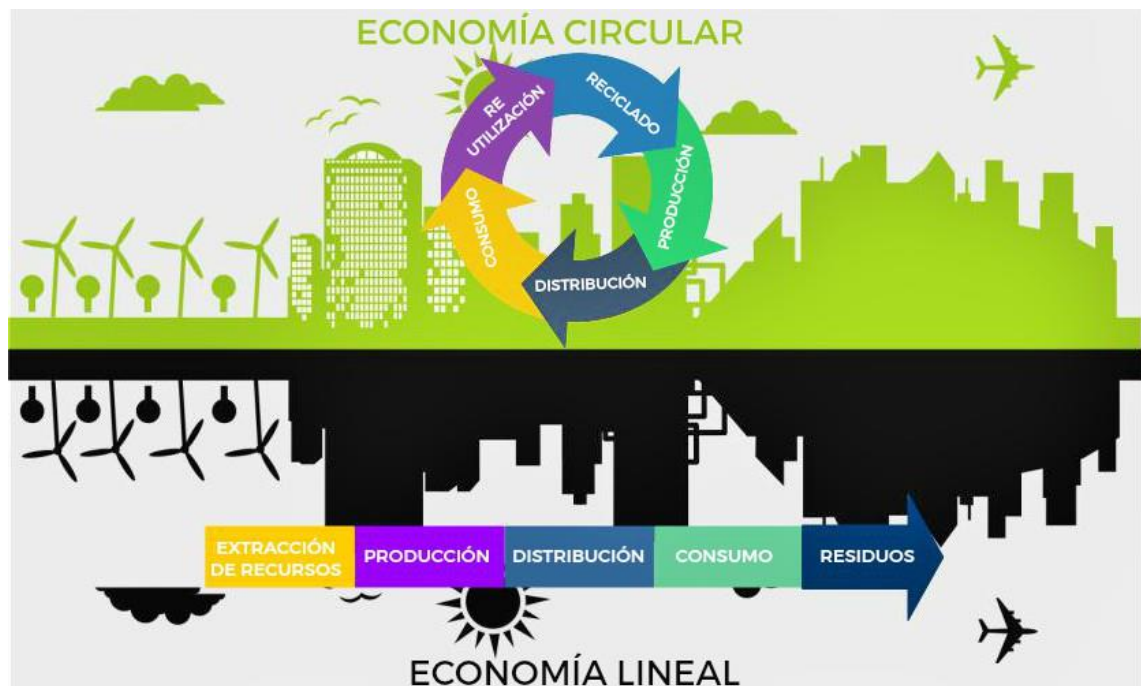 ECONOMÍA CIRCULAR
RECICLADO
PRODUCCIÓN
DISTRIBUCIÓN
CONSUMO
RE
UTILIZACIÓN
EXTRACCIÓN
DE RECURSOS
PRODUCCIÓN
DISTRIBUCIÓN
CONSUMO
RESIDUOS
ECONOMÍA LINEAL